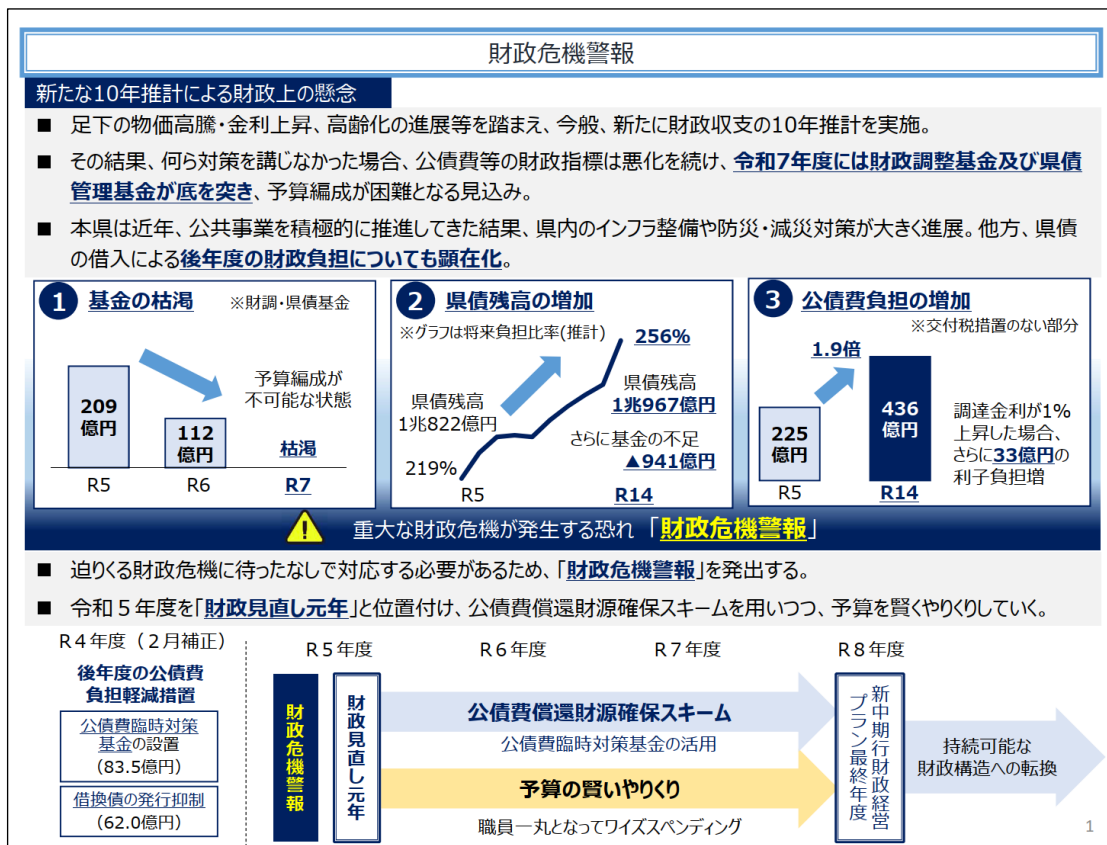 財政危機警報
新たな10年推計による財政上の懸念
■ 足下の物価高騰・金利上昇、高齢化の進展等を踏まえ、今般、新たに財政収支の10年推計を実施。
■ その結果、何ら対策を講じなかった場合、公債費等の財政指標は悪化を続け、令和7年度には財政調整基金及び県債
管理基金が底を突き、予算編成が困難となる見込み。
■ 本県は近年、公共事業を積極的に推進してきた結果、県内のインフラ整備や防災・減災対策が大きく進展。他方、県債
の借入による後年度の財政負担についても顕在化。
1 基金の枯渇 ※財調・県債基金
予算編成が
不可能な状態
209
億円
112
億円
枯渇
R5 R6 R7
2 県債残高の増加
※グラフは将来負担比率(推計)
256%
県債残高
1兆822億円
県債残高
1兆967億円
さらに基金の不足
▲941億円
219%
R5 R14
3 公債費負担の増加
※交付税措置のない部分
1.9倍
225
億円
436
億円
調達金利が1%
上昇した場合、
さらに33億円の
利子負担増
R5 R14
重大な財政危機が発生する恐れ 「財政危機警報」
■ 迫りくる財政危機に待ったなしで対応する必要があるため、「財政危機警報」を発出する。
■ 令和5年度を「財政見直し元年」と位置付け、公債費償還財源確保スキームを用いつつ、予算を賢くやりくりしていく。
R4年度（2月補正）
後年度の公債費
負担軽減措置
公債費臨時対策
基金の設置
（83.5億円）
借換債の発行抑制
（62.0億円）
R5年度 R6年度 R7年度 R8年度
財政危機警報
財政見直し元年
公債費償還財源確保スキーム
公債費臨時対策基金の活用
予算の賢いやりくり
職員一丸となってワイズスペンディング
新中期行財政経営
プラン最終年度
持続可能な
財政構造への転換
1